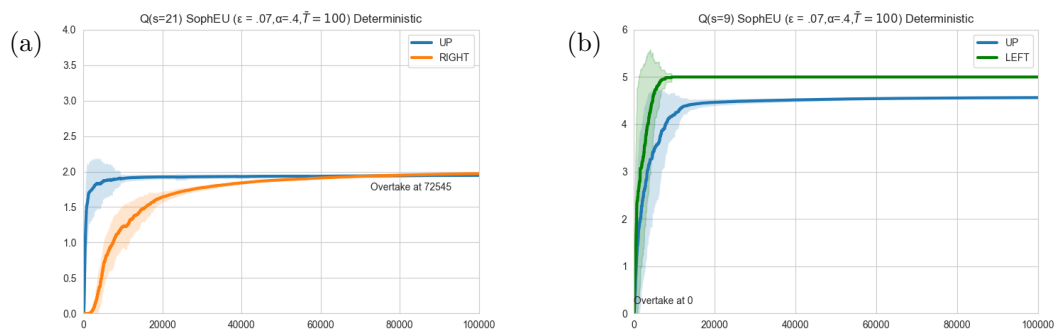 (a)
Q(s=21) SophEU (ε = .07,α=.4,T̃ = 100) Deterministic
UP
RIGHT
4.0
3.5
3.0
2.5
2.0
1.5
1.0
0.5
0.0
Overtake at 72545
0 20000 40000 60000 80000 100000
(b)
Q(s=9) SophEU (ε = .07,α=.4,T̃ = 100) Deterministic
UP
LEFT
6
5
4
3
2
1
0
Overtake at 0
0 20000 40000 60000 80000 100000